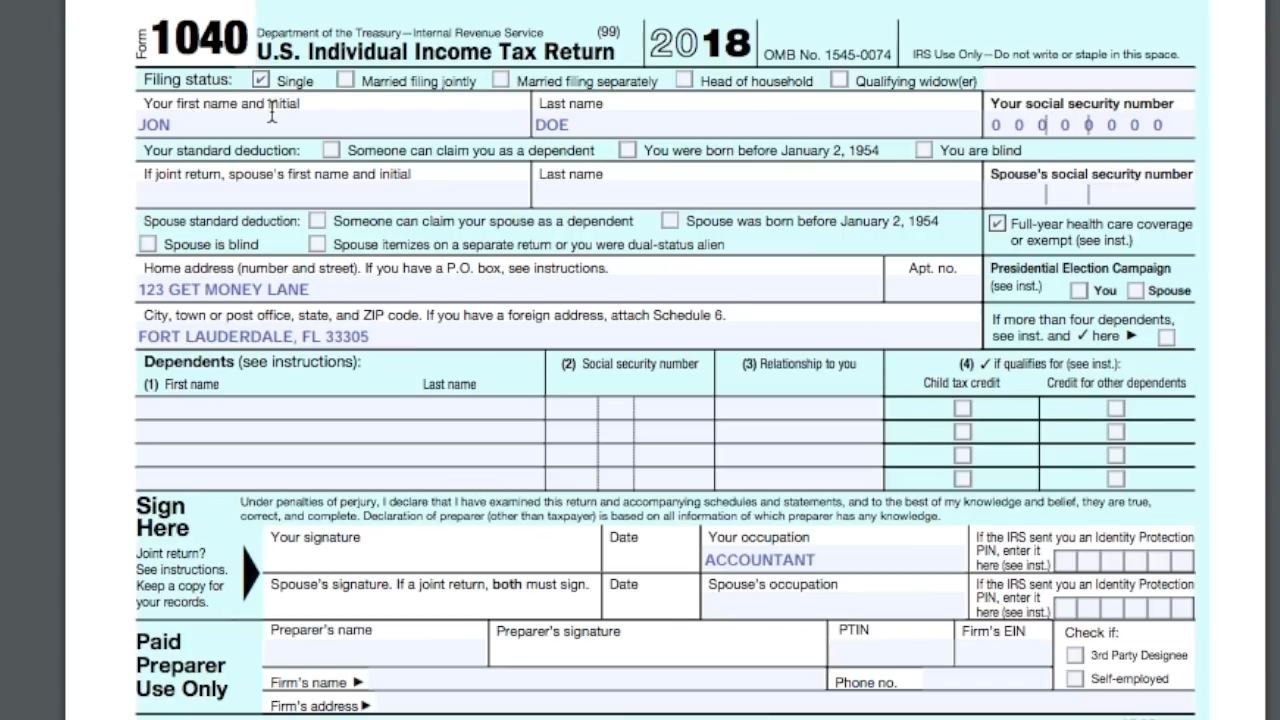 Form 1040 Department of the Treasury—Internal Revenue Service (99)
U.S. Individual Income Tax Return 2018 OMB No. 1545-0074 IRS Use Only—Do not write or staple in this space.
Filing status: ✓ Single Married filing jointly Married filing separately Head of household Qualifying widow(er)
Your first name and initial Last name Your social security number
JON DOE 0 0 0 0 0 0 0 0
Your standard deduction: Someone can claim you as a dependent You were born before January 2, 1954 You are blind
If joint return, spouse's first name and initial Last name Spouse's social security number
Spouse standard deduction: Someone can claim your spouse as a dependent Spouse was born before January 2, 1954 ✓ Full-year health care coverage
Spouse is blind Spouse itemizes on a separate return or you were dual-status alien or exempt (see inst.)
Home address (number and street). If you have a P.O. box, see instructions. Apt. no. Presidential Election Campaign
123 GET MONEY LANE (see inst.) You Spouse
City, town or post office, state, and ZIP code. If you have a foreign address, attach Schedule 6. If more than four dependents,
FORT LAUDERDALE, FL 33305 see inst. and ✓ here ▶
Dependents (see instructions): (2) Social security number (3) Relationship to you (4) ✓ if qualifies for (see inst.):
(1) First name Last name Child tax credit Credit for other dependents
Sign Here
Under penalties of perjury, I declare that I have examined this return and accompanying schedules and statements, and to the best of my knowledge and belief, they are true,
correct, and complete. Declaration of preparer (other than taxpayer) is based on all information of which preparer has any knowledge.
Joint return?
See instructions.
Keep a copy for
your records.
Your signature Date Your occupation If the IRS sent you an Identity Protection
ACCOUNTANT PIN, enter it
here (see inst.)
Spouse's signature. If a joint return, both must sign. Date Spouse's occupation If the IRS sent you an Identity Protection
PIN, enter it
here (see inst.)
Paid
Preparer
Use Only
Preparer's name Preparer's signature PTIN Firm's EIN Check if:
3rd Party Designee
Firm's name ▶ Phone no. Self-employed
Firm's address ▶